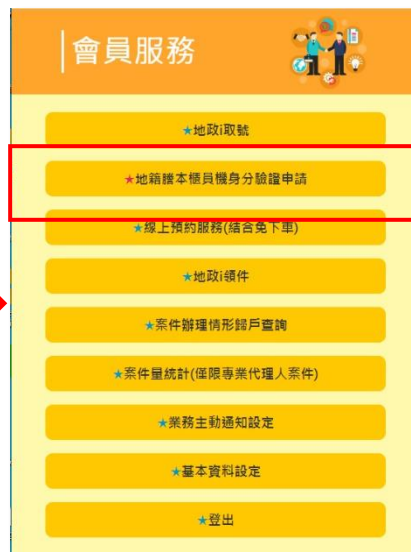 會員服務
★地政i取號
★地籍謄本櫃員機身分驗證申請
★線上預約服務(結合免下車)
★地政i領件
★案件辦理情形歸戶查詢
★案件量統計(僅限專業代理人案件)
★業務主動通知設定
★基本資料設定
★登出